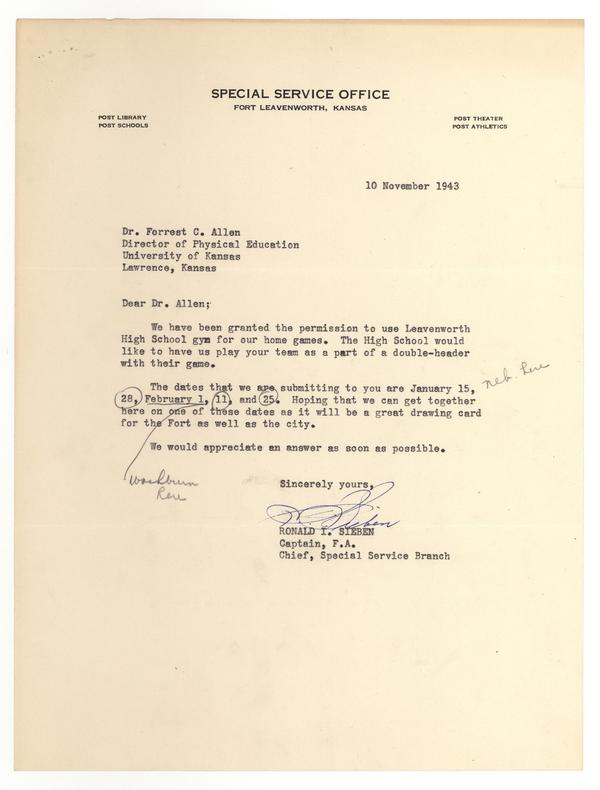 SPECIAL SERVICE OFFICE
FORT LEAVENWORTH, KANSAS
POST LIBRARY
POST SCHOOLS
POST THEATER
POST ATHLETICS
10 November 1943
Dr. Forrest C. Allen
Director of Physical Education
University of Kansas
Lawrence, Kansas
Dear Dr. Allen;
We have been granted the permission to use Leavenworth
High School gym for our home games. The High School would
like to have us play your team as a part of a double-header
with their game.
The dates that we are submitting to you are January 15,
neb. here
28, February 1, 11, and 25. Hoping that we can get together
here on one of these dates as it will be a great drawing card
for the Fort as well as the city.
We would appreciate an answer as soon as possible.
Washburn
here
Sincerely yours,
RONALD I. SIEBEN
Captain, F.A.
Chief, Special Service Branch